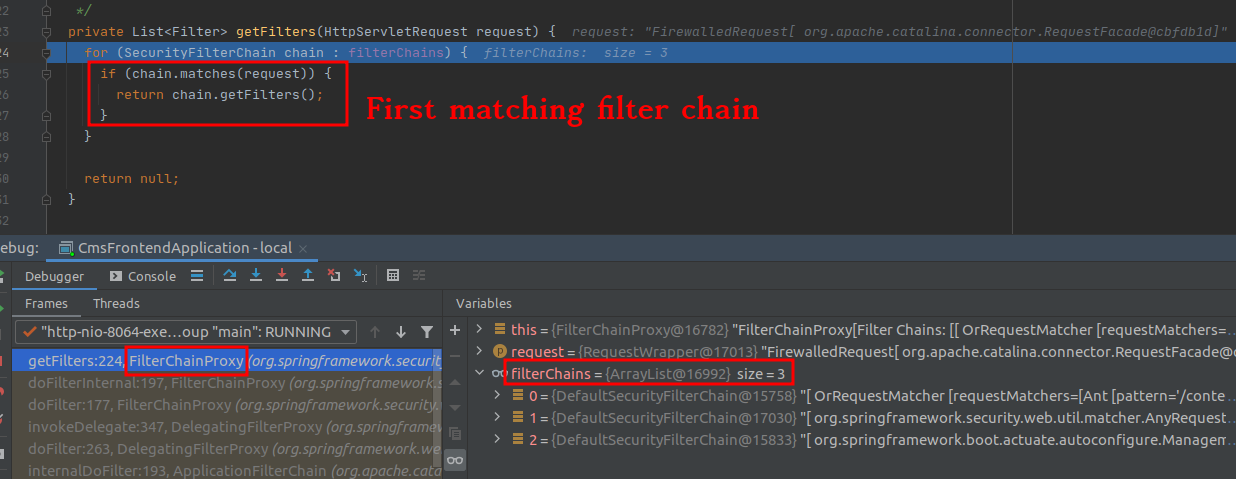 22 */
23 private List<Filter> getFilters(HttpServletRequest request) { request: "FirewalledRequest[ org.apache.catalina.connector.RequestFacade@cbfdb1d]"
24 for (SecurityFilterChain chain : filterChains) { filterChains: size = 3
25 if (chain.matches(request)) {
26 return chain.getFilters();
First matching filter chain
27 }
28 }
29
30 return null;
31 }
32
ebug: CmsFrontendApplication - local ×
Debugger Console
Frames Threads
Variables
"http-nio-8064-exe...oup "main": RUNNING
this = {FilterChainProxy@16782} "FilterChainProxy[Filter Chains: [[ OrRequestMatcher [requestMatchers=...
getFilters:224, FilterChainProxy (org.springframework.security
request = {RequestWrapper@17013} "FirewalledRequest[ org.apache.catalina.connector.RequestFacade@c
doFilterInternal:197, FilterChainProxy (org.springframework.sec
filterChains = {ArrayList@16992} size = 3
doFilter:177, FilterChainProxy (org.springframework.security.w
0 = {DefaultSecurityFilterChain@15758} "[ OrRequestMatcher [requestMatchers=[Ant [pattern='/conte
invokeDelegate:347, DelegatingFilterProxy (org.springframewor
1 = {DefaultSecurityFilterChain@17030} "[ org.springframework.security.web.util.matcher.AnyRequest
doFilter:263, DelegatingFilterProxy (org.springframework.we
2 = {DefaultSecurityFilterChain@15833} "[ org.springframework.boot.actuate.autoconfigure.Managem
internalDoFilter:193, ApplicationFilterChain (org.apache.cata